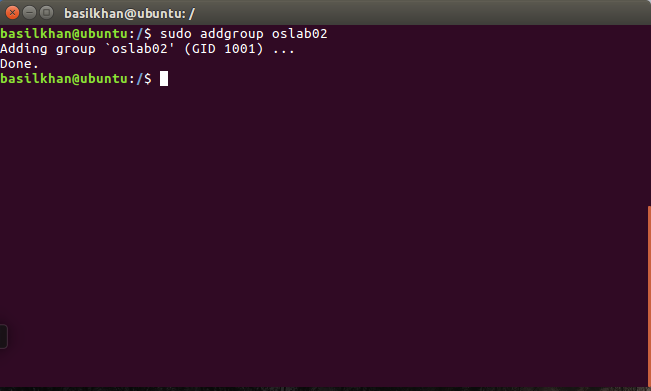 basilkhan@ubuntu: /
basilkhan@ubuntu:/$ sudo addgroup oslab02
Adding group `oslab02' (GID 1001) ...
Done.
basilkhan@ubuntu:/$